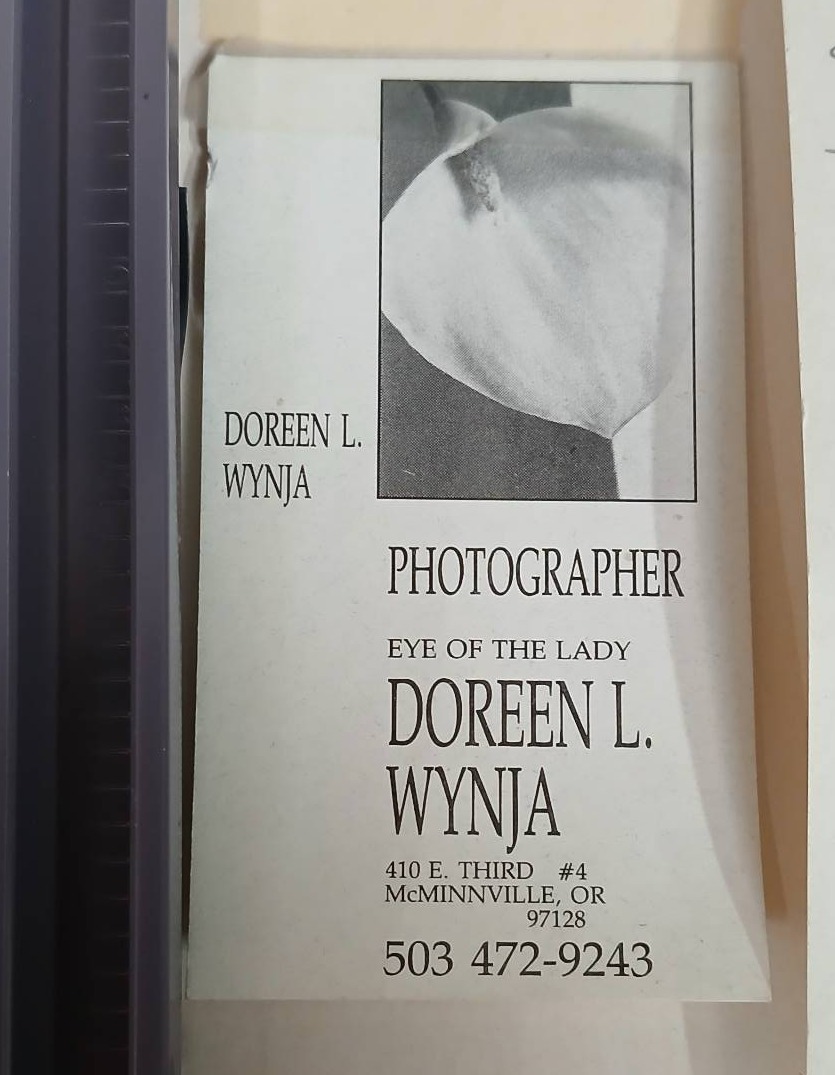 DOREEN L.
WYNJA
PHOTOGRAPHER
EYE OF THE LADY
DOREEN L.
WYNJA
410 E. THIRD #4
McMINNVILLE, OR
97128
503 472-9243